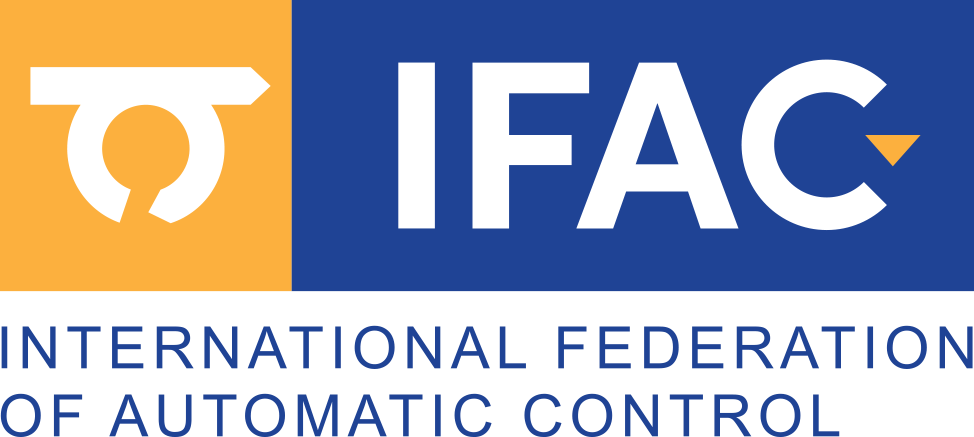 IFAC
INTERNATIONAL FEDERATION
OF AUTOMATIC CONTROL